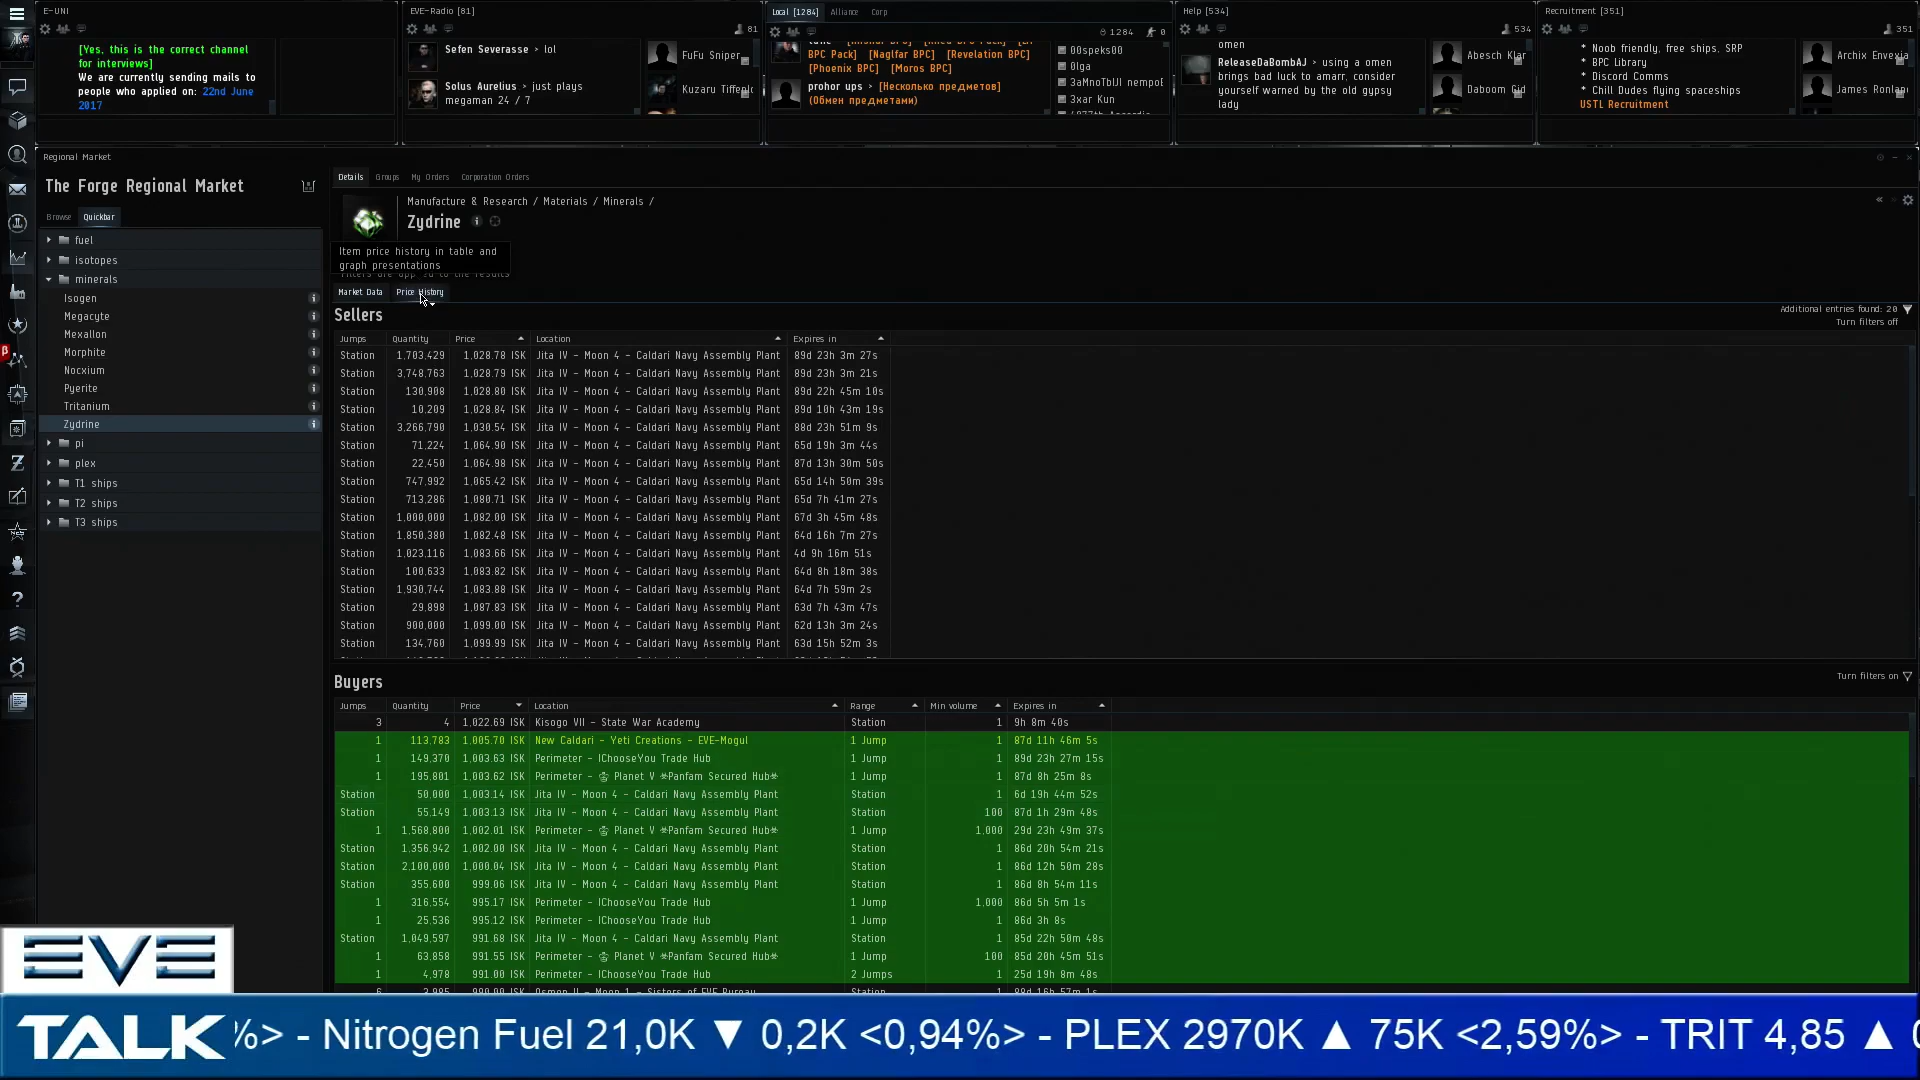 E-UNI
[Yes, this is the correct channel
for interviews]
We are currently sending mails to
people who applied on: 22nd June
2017
EVE-Radio [81]
81
Sefen Severasse > lol
Solus Aurelius > just plays
megaman 24 / 7
FuFu Sniper
Local [1284] Alliance Corp
1284 0
BPC Pack] [Naglfar BPC] [Revelation BPC]
[Phoenix BPC] [Moros BPC]
prohor ups > [Несколько предметов]
(Обмен предметами)
00speks00
3xar Kun
Help [534]
534
omen
ReleaseDaBombAJ > using a omen
brings bad luck to amarr, consider
yourself warned by the old gypsy
lady
Abesch Klar
Daboom Gid
Recruitment [351]
351
* Noob friendly, free ships, SRP
* BPC Library
* Discord Comms
* Chill Dudes flying spaceships
USTL Recruitment
Archix Envexia
James Ronlan
Regional Market
The Forge Regional Market
Browse Quickbar
fuel
isotopes
minerals
Isogen
Megacyte
Mexallon
Morphite
Nocxium
Pyerite
Tritanium
Zydrine
pi
plex
T1 ships
T2 ships
T3 ships
Details Groups My Orders Corporation Orders
Manufacture & Research / Materials / Minerals /
Zydrine
Item price history in table and
graph presentations
Market Data Price History
Sellers
Additional entries found: 20
Turn filters off
Jumps Quantity Price Location Expires in
Station 1,703,429 1,028.78 ISK Jita IV - Moon 4 - Caldari Navy Assembly Plant 89d 23h 3m 27s
Station 3,748,763 1,028.79 ISK Jita IV - Moon 4 - Caldari Navy Assembly Plant 89d 23h 3m 21s
Station 130,908 1,028.80 ISK Jita IV - Moon 4 - Caldari Navy Assembly Plant 89d 22h 45m 10s
Station 10,209 1,028.84 ISK Jita IV - Moon 4 - Caldari Navy Assembly Plant 89d 10h 43m 19s
Station 3,266,790 1,030.54 ISK Jita IV - Moon 4 - Caldari Navy Assembly Plant 88d 23h 51m 9s
Station 71,224 1,064.90 ISK Jita IV - Moon 4 - Caldari Navy Assembly Plant 65d 19h 3m 44s
Station 22,450 1,064.98 ISK Jita IV - Moon 4 - Caldari Navy Assembly Plant 87d 13h 30m 50s
Station 747,992 1,065.42 ISK Jita IV - Moon 4 - Caldari Navy Assembly Plant 65d 14h 50m 39s
Station 713,286 1,080.71 ISK Jita IV - Moon 4 - Caldari Navy Assembly Plant 65d 7h 41m 27s
Station 1,000,000 1,082.00 ISK Jita IV - Moon 4 - Caldari Navy Assembly Plant 67d 3h 45m 48s
Station 1,850,380 1,082.48 ISK Jita IV - Moon 4 - Caldari Navy Assembly Plant 64d 16h 7m 27s
Station 1,023,116 1,083.66 ISK Jita IV - Moon 4 - Caldari Navy Assembly Plant 4d 9h 16m 51s
Station 100,633 1,083.82 ISK Jita IV - Moon 4 - Caldari Navy Assembly Plant 64d 8h 18m 38s
Station 1,930,744 1,083.88 ISK Jita IV - Moon 4 - Caldari Navy Assembly Plant 64d 7h 59m 2s
Station 29,898 1,087.83 ISK Jita IV - Moon 4 - Caldari Navy Assembly Plant 63d 7h 43m 47s
Station 900,000 1,099.00 ISK Jita IV - Moon 4 - Caldari Navy Assembly Plant 62d 13h 3m 24s
Station 134,760 1,099.99 ISK Jita IV - Moon 4 - Caldari Navy Assembly Plant 63d 15h 52m 3s
Buyers
Turn filters on
Jumps Quantity Price Location Range Min volume Expires in
3 4 1,022.69 ISK Kisogo VII - State War Academy Station 1 9h 8m 40s
1 113,783 1,005.70 ISK New Caldari - Yeti Creations - EVE-Mogul 1 Jump 1 87d 11h 46m 5s
1 149,370 1,003.63 ISK Perimeter - IChooseYou Trade Hub 1 Jump 1 89d 23h 27m 15s
1 195,801 1,003.62 ISK Perimeter - Planet V Panfam Secured Hub 1 Jump 1 87d 8h 25m 8s
Station 50,000 1,003.14 ISK Jita IV - Moon 4 - Caldari Navy Assembly Plant Station 1 6d 19h 44m 52s
Station 55,149 1,003.13 ISK Jita IV - Moon 4 - Caldari Navy Assembly Plant Station 100 87d 1h 29m 48s
1 1,568,800 1,002.01 ISK Perimeter - Planet V Panfam Secured Hub 1 Jump 1,000 29d 23h 49m 37s
Station 1,356,942 1,002.00 ISK Jita IV - Moon 4 - Caldari Navy Assembly Plant Station 1 86d 20h 54m 21s
Station 2,100,000 1,000.04 ISK Jita IV - Moon 4 - Caldari Navy Assembly Plant Station 1 86d 12h 50m 28s
Station 355,600 999.06 ISK Jita IV - Moon 4 - Caldari Navy Assembly Plant Station 1 86d 8h 54m 11s
1 316,554 995.17 ISK Perimeter - IChooseYou Trade Hub 1 Jump 1,000 86d 5h 5m 1s
1 25,536 995.12 ISK Perimeter - IChooseYou Trade Hub 1 Jump 1 86d 3h 8s
Station 1,049,597 991.68 ISK Jita IV - Moon 4 - Caldari Navy Assembly Plant Station 1 85d 22h 50m 48s
1 63,858 991.55 ISK Perimeter - Planet V Panfam Secured Hub 1 Jump 100 85d 20h 45m 51s
1 4,978 991.00 ISK Perimeter - IChooseYou Trade Hub 2 Jumps 1 25d 19h 8m 48s
EVE
TALK
%> - Nitrogen Fuel 21,0K ▼ 0,2K <0,94%> - PLEX 2970K ▲ 75K <2,59%> - TRIT 4,85 ▲